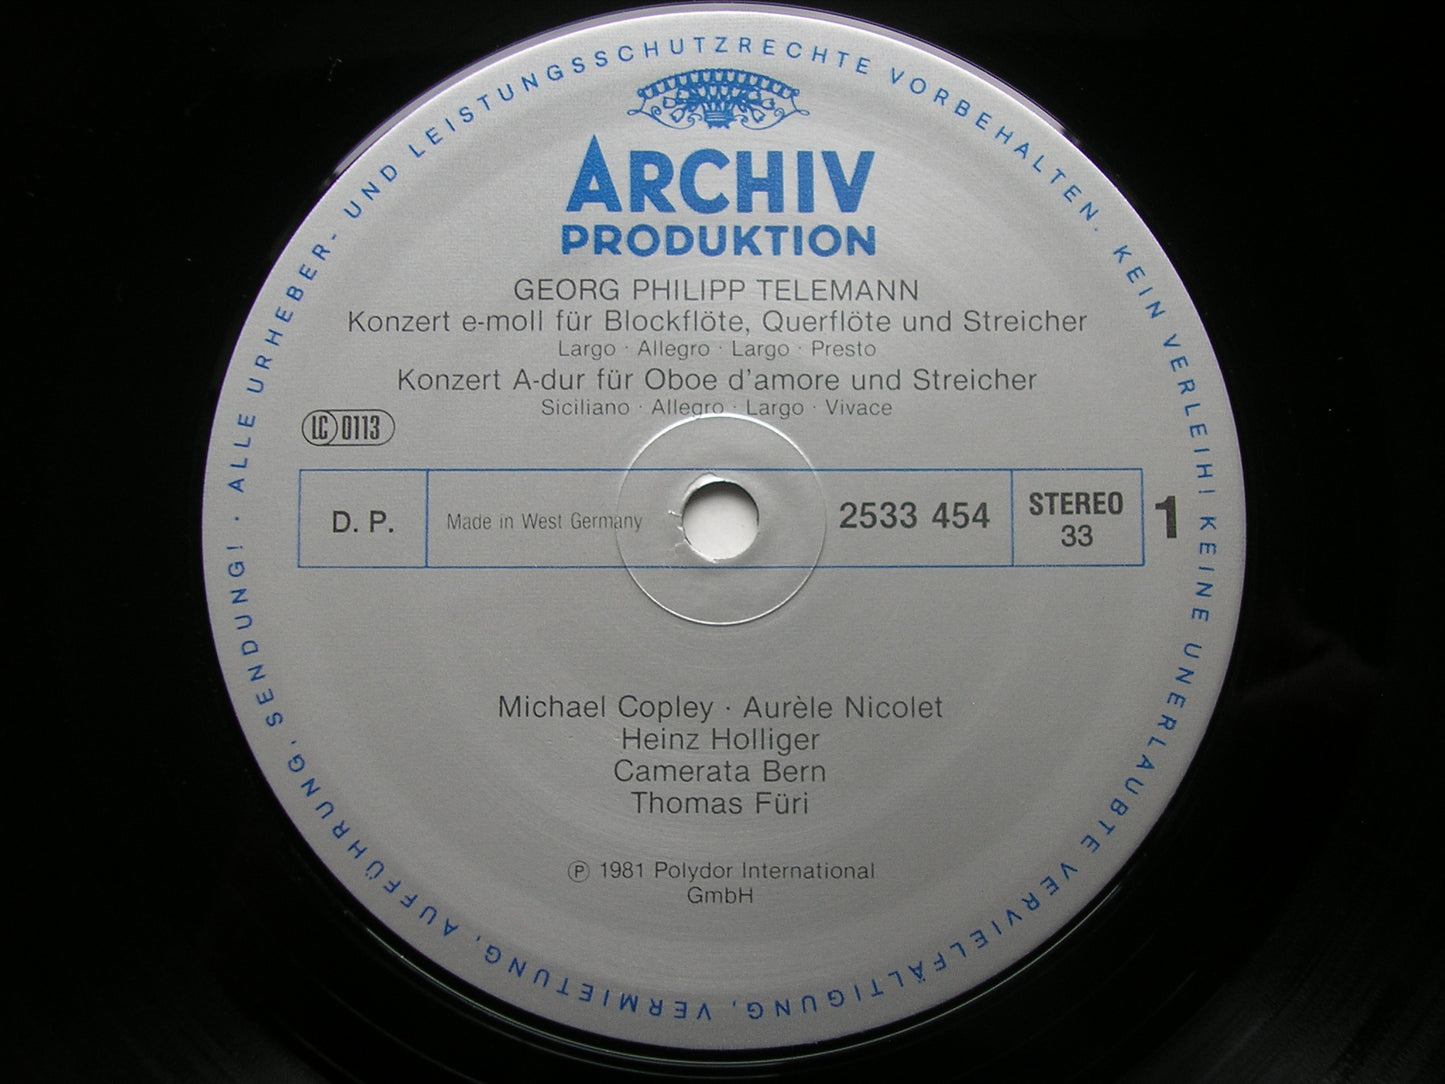 ALLE URHEBER- UND LEISTUNGSSCHUTZRECHTE VORBEHALTEN. KEIN VERLEIH! KEINE UNERLAUBTE VERVIELFÄLTIGUNG, VERMIETUNG, AUFFÜHRUNG, SENDUNG! ·
ARCHIV
PRODUKTION
GEORG PHILIPP TELEMANN
Konzert e-moll für Blockflöte, Querflöte und Streicher
Largo · Allegro · Largo · Presto
Konzert A-dur für Oboe d'amore und Streicher
Siciliano · Allegro · Largo · Vivace
LC 0113
D. P. Made in West Germany 2533 454 STEREO 33 1
Michael Copley · Aurèle Nicolet
Heinz Holliger
Camerata Bern
Thomas Füri
℗ 1981 Polydor International
GmbH